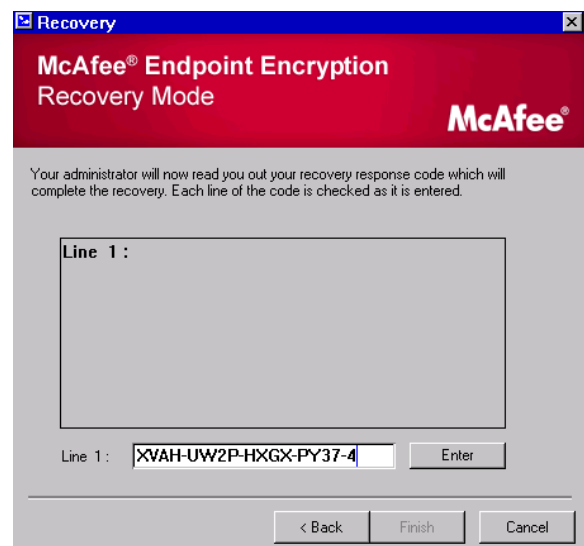 Recovery
McAfee® Endpoint Encryption
Recovery Mode
McAfee®
Your administrator will now read you out your recovery response code which will
complete the recovery. Each line of the code is checked as it is entered.
Line 1 :
Line 1 : XVAH-UW2P-HXGX-PY37-4 Enter
< Back Finish Cancel